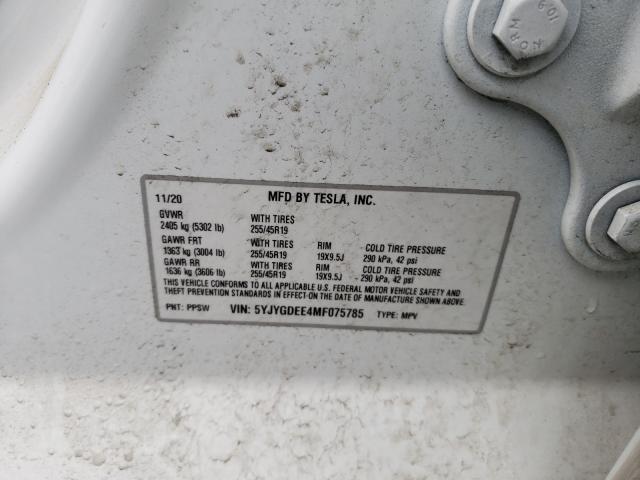 10.9
KORM
11/20 MFD BY TESLA, INC.
GVWR WITH TIRES
2405 kg (5302 lb) 255/45R19
GAWR FRT WITH TIRES RIM COLD TIRE PRESSURE
1363 kg (3004 lb) 255/45R19 19X9.5J 290 kPa, 42 psi
GAWR RR WITH TIRES RIM COLD TIRE PRESSURE
1636 kg (3606 lb) 255/45R19 19X9.5J 290 kPa, 42 psi
THIS VEHICLE CONFORMS TO ALL APPLICABLE U.S. FEDERAL MOTOR VEHICLE SAFETY AND
THEFT PREVENTION STANDARDS IN EFFECT ON THE DATE OF MANUFACTURE SHOWN ABOVE.
PNT: PPSW VIN: 5YJYGDEE4MF075785 TYPE: MPV